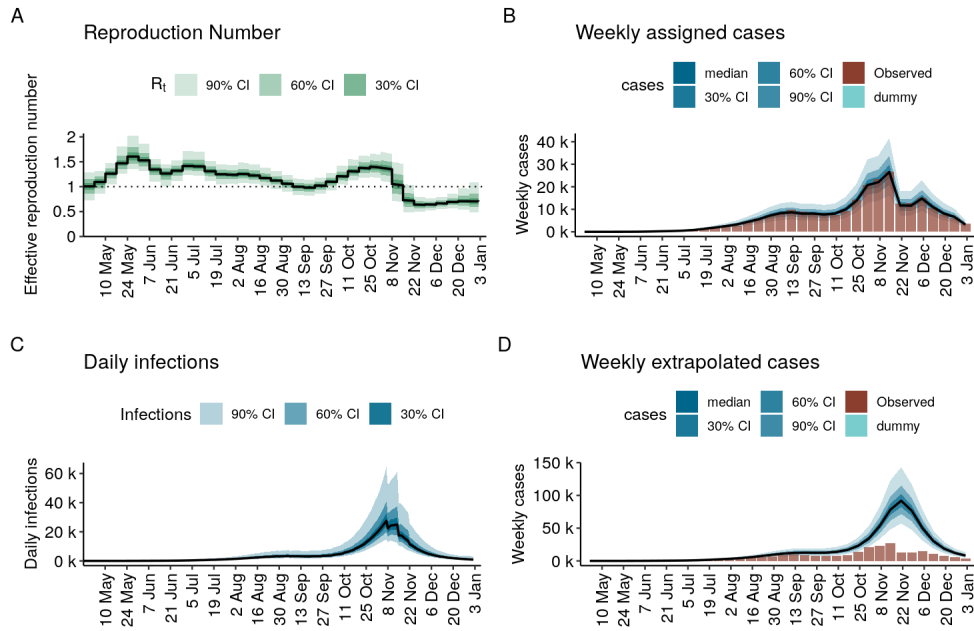 A
Reproduction Number
Rt 90% CI 60% CI 30% CI
Effective reproduction number
2
1.5
1
0.5
0
10 May 24 May 7 Jun 21 Jun 5 Jul 19 Jul 2 Aug 16 Aug 30 Aug 13 Sep 27 Sep 11 Oct 25 Oct 8 Nov 22 Nov 6 Dec 20 Dec 3 Jan
B
Weekly assigned cases
cases
median 60% CI Observed
30% CI 90% CI dummy
Weekly cases
40 k
30 k
20 k
10 k
0 k
10 May 24 May 7 Jun 21 Jun 5 Jul 19 Jul 2 Aug 16 Aug 30 Aug 13 Sep 27 Sep 11 Oct 25 Oct 8 Nov 22 Nov 6 Dec 20 Dec 3 Jan
C
Daily infections
Infections 90% CI 60% CI 30% CI
Daily infections
60 k
40 k
20 k
0 k
10 May 24 May 7 Jun 21 Jun 5 Jul 19 Jul 2 Aug 16 Aug 30 Aug 13 Sep 27 Sep 11 Oct 25 Oct 8 Nov 22 Nov 6 Dec 20 Dec 3 Jan
D
Weekly extrapolated cases
cases
median 60% CI Observed
30% CI 90% CI dummy
Weekly cases
150 k
100 k
50 k
0 k
10 May 24 May 7 Jun 21 Jun 5 Jul 19 Jul 2 Aug 16 Aug 30 Aug 13 Sep 27 Sep 11 Oct 25 Oct 8 Nov 22 Nov 6 Dec 20 Dec 3 Jan